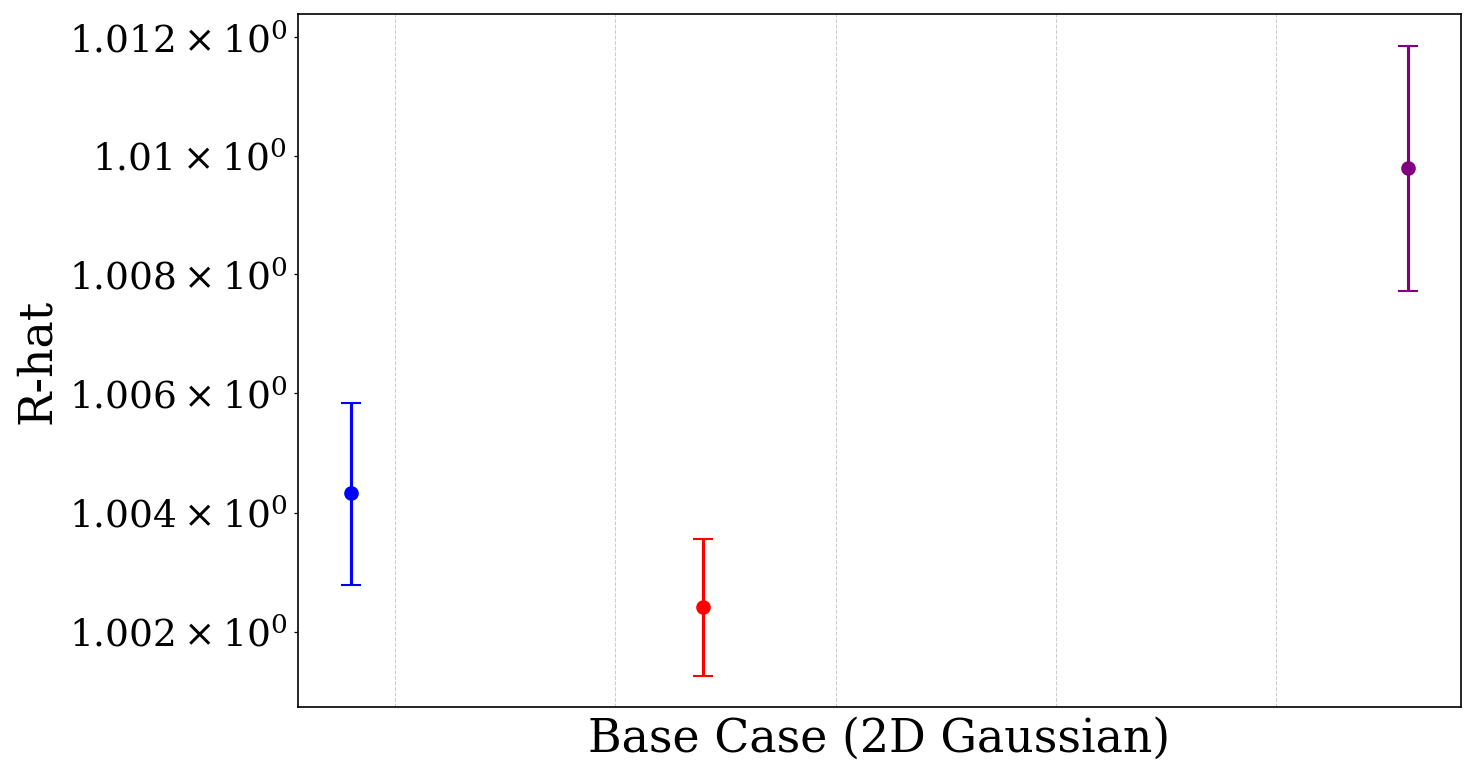 1.012 × 10⁰
1.01 × 10⁰
1.008 × 10⁰
1.006 × 10⁰
1.004 × 10⁰
1.002 × 10⁰
R-hat
Base Case (2D Gaussian)